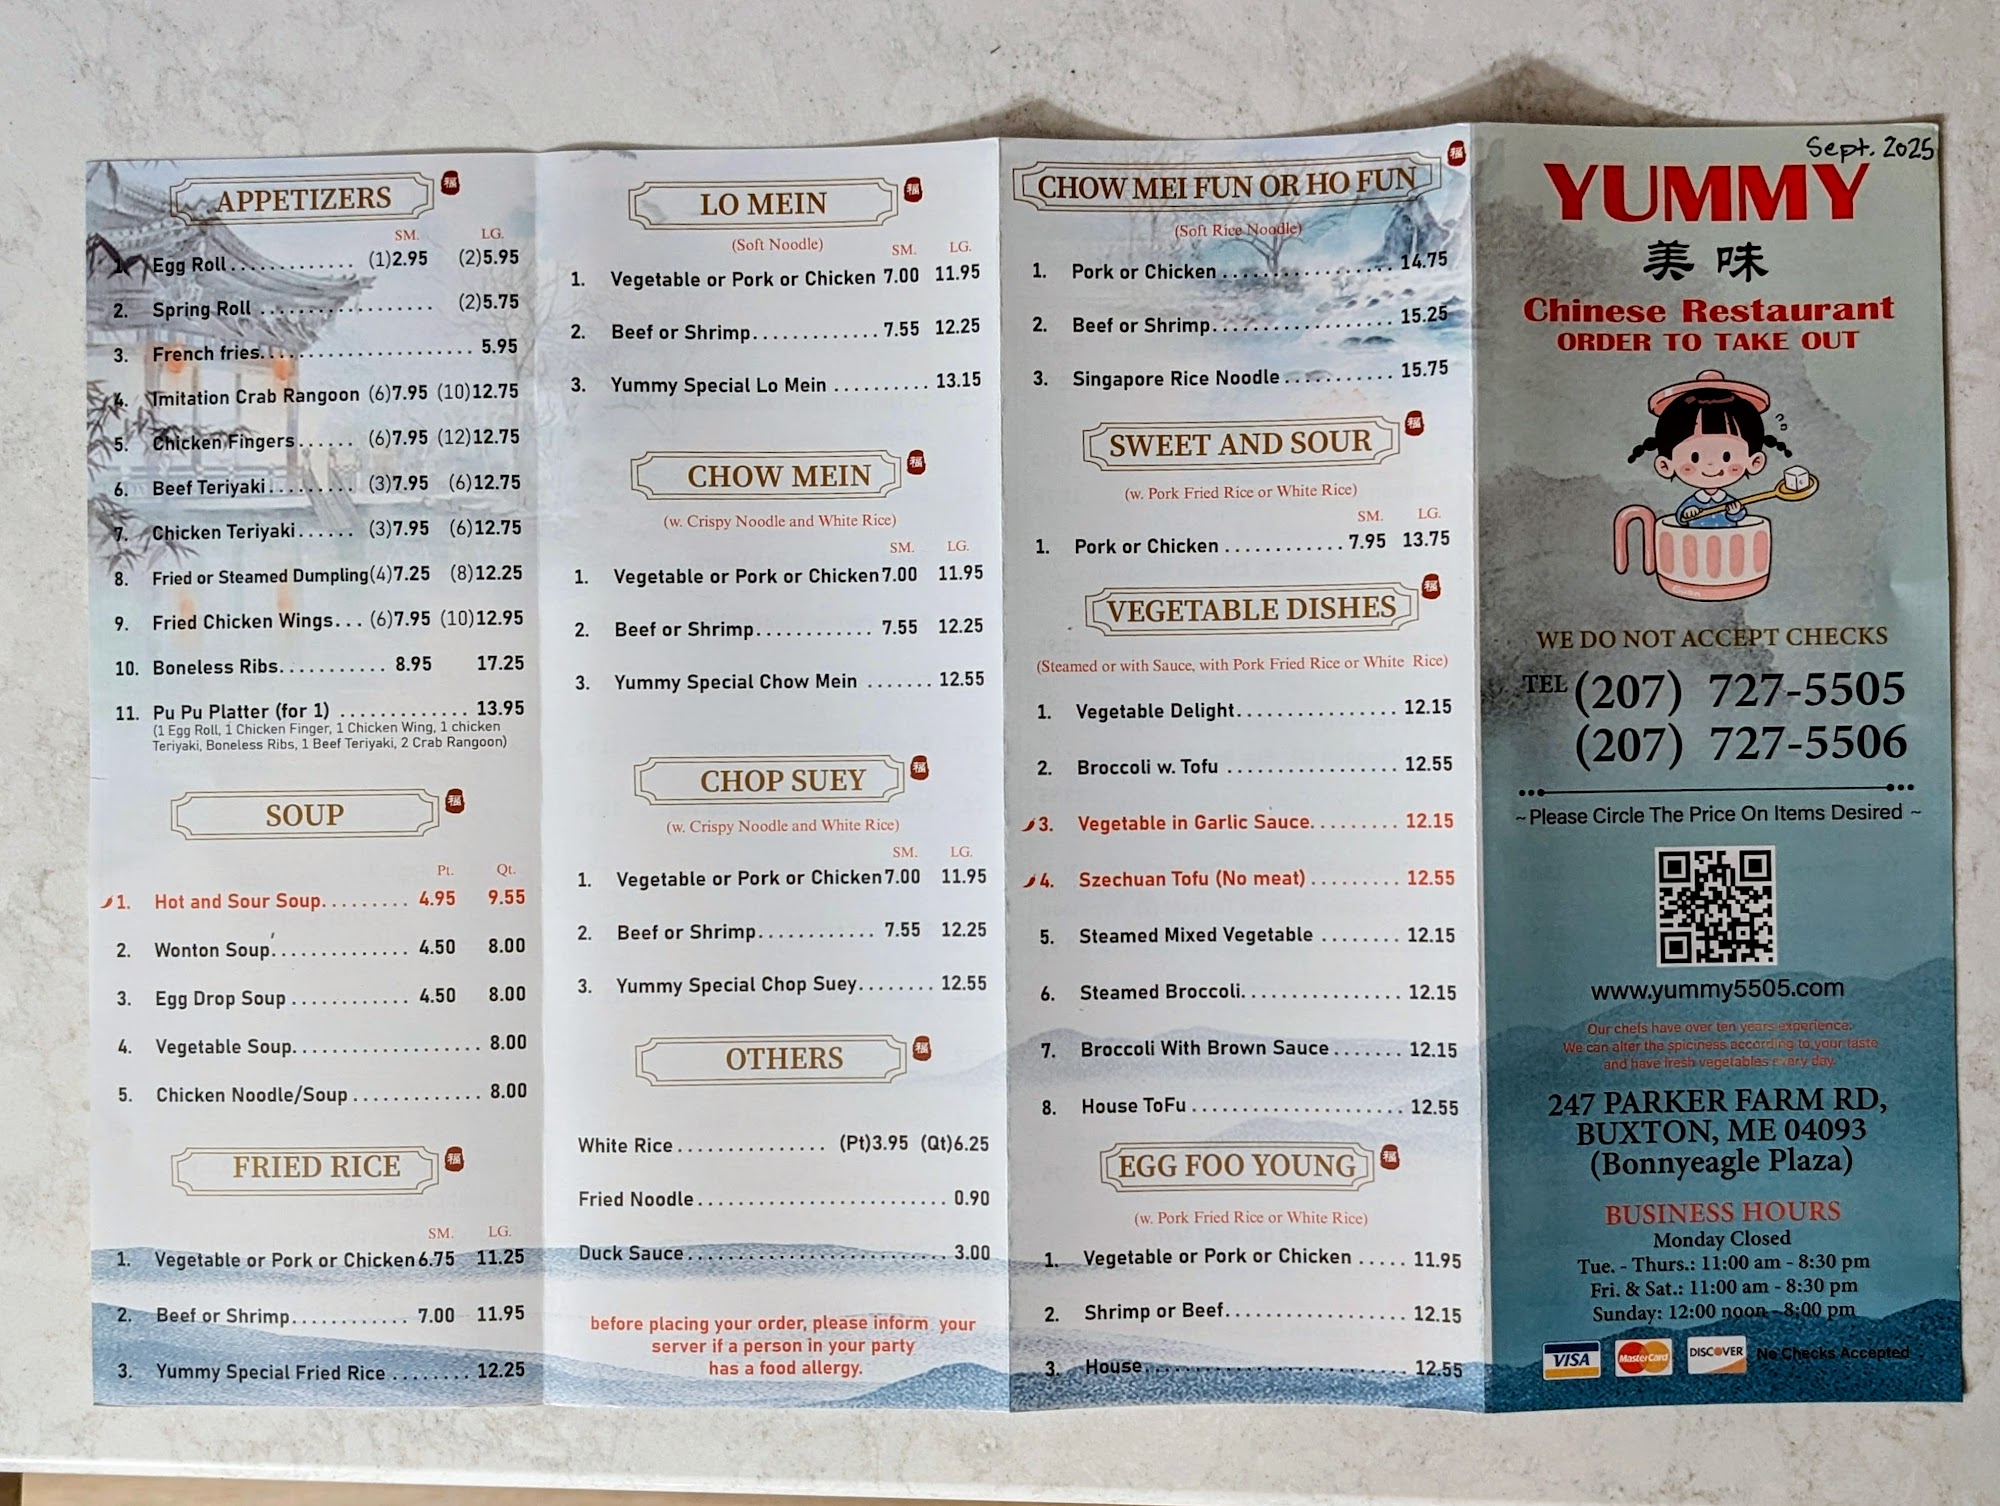 APPETIZERS 福
SM. LG.
1. Egg Roll............. (1)2.95 (2)5.95
2. Spring Roll .................. (2)5.75
3. French fries...................... 5.95
4. Imitation Crab Rangoon (6)7.95 (10)12.75
5. Chicken Fingers...... (6)7.95 (12)12.75
6. Beef Teriyaki......... (3)7.95 (6)12.75
7. Chicken Teriyaki...... (3)7.95 (6)12.75
8. Fried or Steamed Dumpling(4)7.25 (8)12.25
9. Fried Chicken Wings... (6)7.95 (10)12.95
10. Boneless Ribs........... 8.95 17.25
11. Pu Pu Platter (for 1) ............. 13.95
(1 Egg Roll, 1 Chicken Finger, 1 Chicken Wing, 1 chicken
Teriyaki, Boneless Ribs, 1 Beef Teriyaki, 2 Crab Rangoon)
SOUP 福
Pt. Qt.
1. Hot and Sour Soup......... 4.95 9.55
2. Wonton Soup.............. 4.50 8.00
3. Egg Drop Soup ............ 4.50 8.00
4. Vegetable Soup................... 8.00
5. Chicken Noodle/Soup ............. 8.00
FRIED RICE 福
SM. LG.
1. Vegetable or Pork or Chicken 6.75 11.25
2. Beef or Shrimp............ 7.00 11.95
3. Yummy Special Fried Rice ........ 12.25
LO MEIN 福
(Soft Noodle)
SM. LG.
1. Vegetable or Pork or Chicken 7.00 11.95
2. Beef or Shrimp............. 7.55 12.25
3. Yummy Special Lo Mein .......... 13.15
CHOW MEIN 福
(w. Crispy Noodle and White Rice)
SM. LG.
1. Vegetable or Pork or Chicken 7.00 11.95
2. Beef or Shrimp............ 7.55 12.25
3. Yummy Special Chow Mein ....... 12.55
CHOP SUEY 福
(w. Crispy Noodle and White Rice)
SM. LG.
1. Vegetable or Pork or Chicken 7.00 11.95
2. Beef or Shrimp............ 7.55 12.25
3. Yummy Special Chop Suey........ 12.55
OTHERS 福
White Rice............... (Pt)3.95 (Qt)6.25
Fried Noodle......................... 0.90
Duck Sauce.......................... 3.00
before placing your order, please inform your
server if a person in your party
has a food allergy.
CHOW MEI FUN OR HO FUN 福
(Soft Rice Noodle)
1. Pork or Chicken ................. 14.75
2. Beef or Shrimp.................. 15.25
3. Singapore Rice Noodle........... 15.75
SWEET AND SOUR 福
(w. Pork Fried Rice or White Rice)
SM. LG.
1. Pork or Chicken ............ 7.95 13.75
VEGETABLE DISHES 福
(Steamed or with Sauce, with Pork Fried Rice or White Rice)
1. Vegetable Delight................ 12.15
2. Broccoli w. Tofu ................. 12.55
3. Vegetable in Garlic Sauce......... 12.15
4. Szechuan Tofu (No meat) ......... 12.55
5. Steamed Mixed Vegetable ........ 12.15
6. Steamed Broccoli................ 12.15
7. Broccoli With Brown Sauce....... 12.15
8. House ToFu ..................... 12.55
EGG FOO YOUNG 福
(w. Pork Fried Rice or White Rice)
1. Vegetable or Pork or Chicken ..... 11.95
2. Shrimp or Beef.................. 12.15
3. House.......................... 12.55
Sept. 2025
YUMMY
美味
Chinese Restaurant
ORDER TO TAKE OUT
WE DO NOT ACCEPT CHECKS
TEL (207) 727-5505
(207) 727-5506
~Please Circle The Price On Items Desired ~
www.yummy5505.com
Our chefs have over ten years experience.
We can alter the spiciness according to your taste
and have fresh vegetables every day.
247 PARKER FARM RD,
BUXTON, ME 04093
(Bonnyeagle Plaza)
BUSINESS HOURS
Monday Closed
Tue. - Thurs.: 11:00 am - 8:30 pm
Fri. & Sat.: 11:00 am - 8:30 pm
Sunday: 12:00 noon - 8:00 pm
VISA MasterCard DISCOVER No Checks Accepted